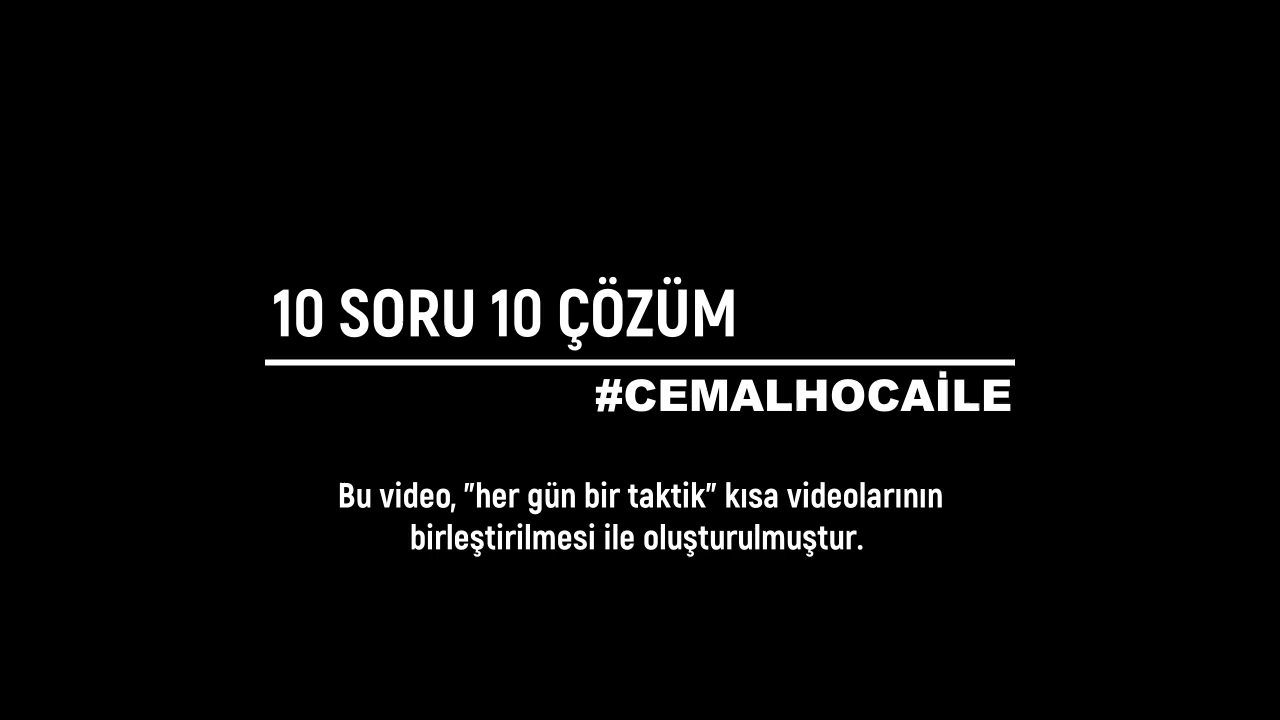 10 SORU 10 ÇÖZÜM
#CEMALHOCAİLE
Bu video, "her gün bir taktik" kısa videolarının
birleştirilmesi ile oluşturulmuştur.